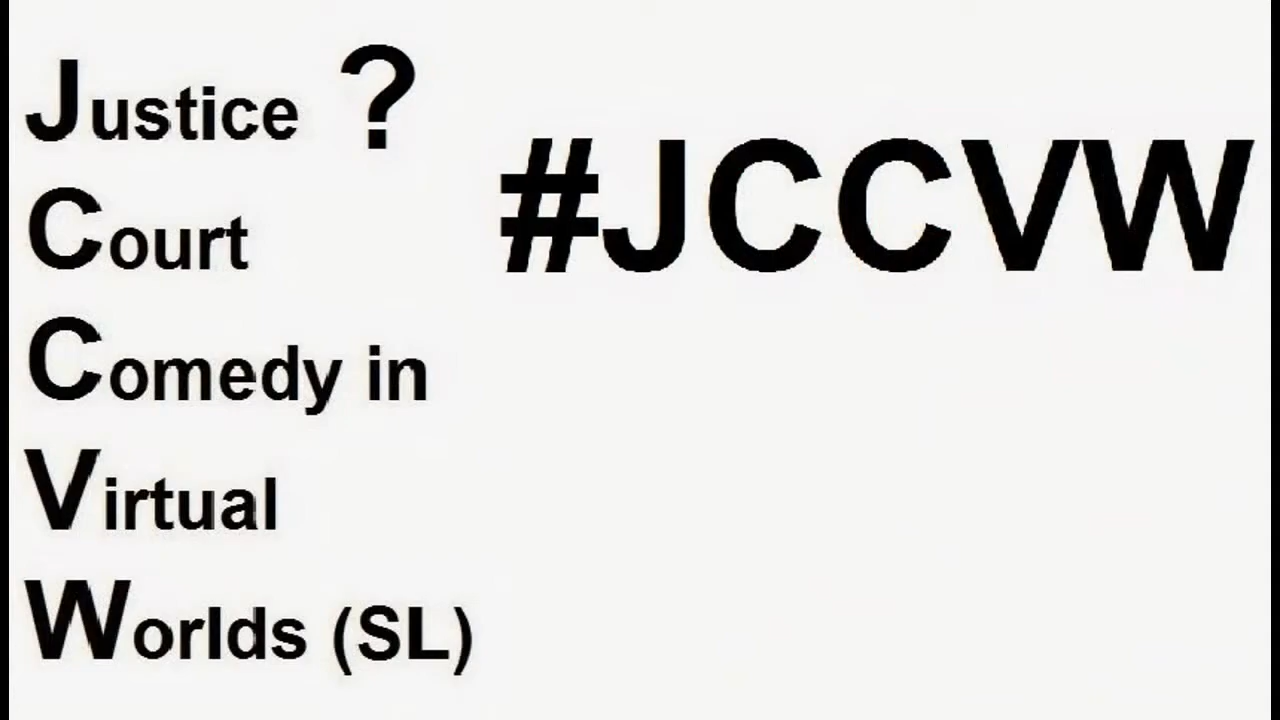 Justice ?
#JCCVW
Court
Comedy in
Virtual
Worlds (SL)